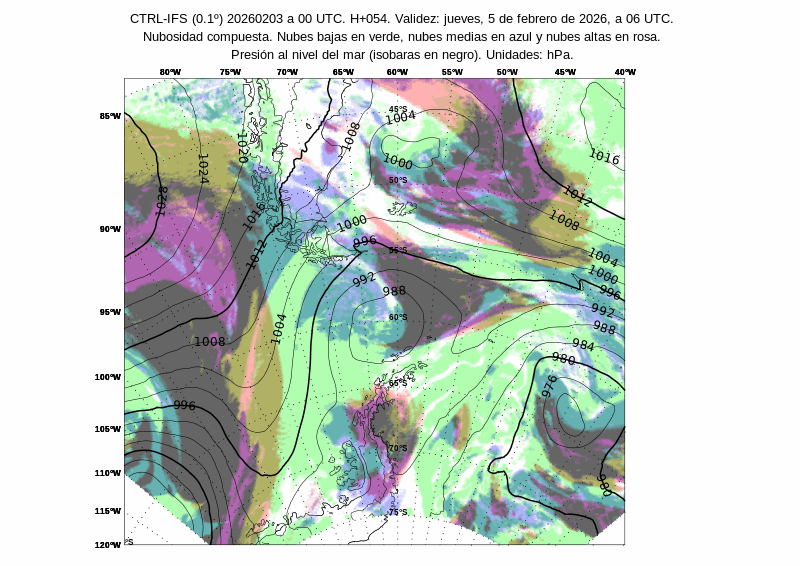 CTRL-IFS (0.1º) 20260203 a 00 UTC. H+054. Validez: jueves, 5 de febrero de 2026, a 06 UTC.
Nubosidad compuesta. Nubes bajas en verde, nubes medias en azul y nubes altas en rosa.
Presión al nivel del mar (isobaras en negro). Unidades: hPa.
80°W 75°W 70°W 65°W 60°W 55°W 50°W 45°W 40°W
45°S
85°W
1004
1008
1020
1016
1000
1024
50°S
1012
1028
1016
1008
1000
90°W
996
55°S
1012
1004
1000
992
988
996
95°W
992
60°S
1004
988
1008
984
980
100°W
65°S
976
996
105°W
70°S
110°W
980
115°W
75°S
120°W
°S